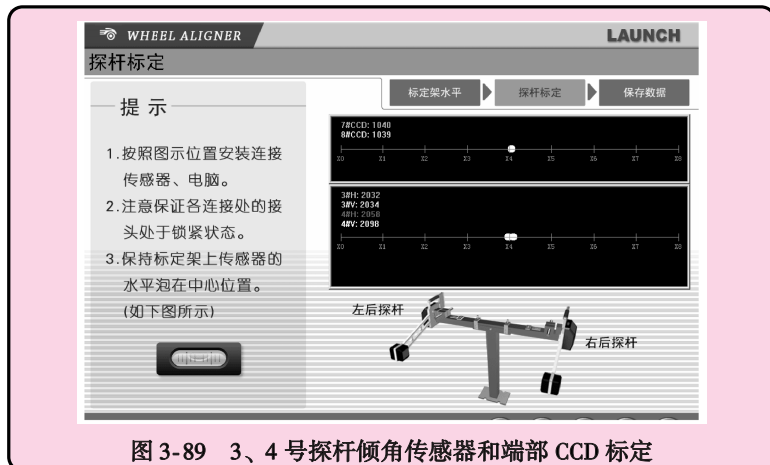 WHEEL ALIGNER
LAUNCH
探杆标定
标定架水平
探杆标定
保存数据
提示
1.按照图示位置安装连接
传感器、电脑。
2.注意保证各连接处的接
头处于锁紧状态。
3.保持标定架上传感器的
水平泡在中心位置。
(如下图所示)
7#CCD: 1040
8#CCD: 1039
X0 X1 X2 X3 X4 X5 X6 X7 X8
3#H: 2032
3#V: 2034
4#H: 2058
4#V: 2098
X0 X1 X2 X3 X4 X5 X6 X7 X8
左后探杆
右后探杆
图 3-89 3、4 号探杆倾角传感器和端部 CCD 标定